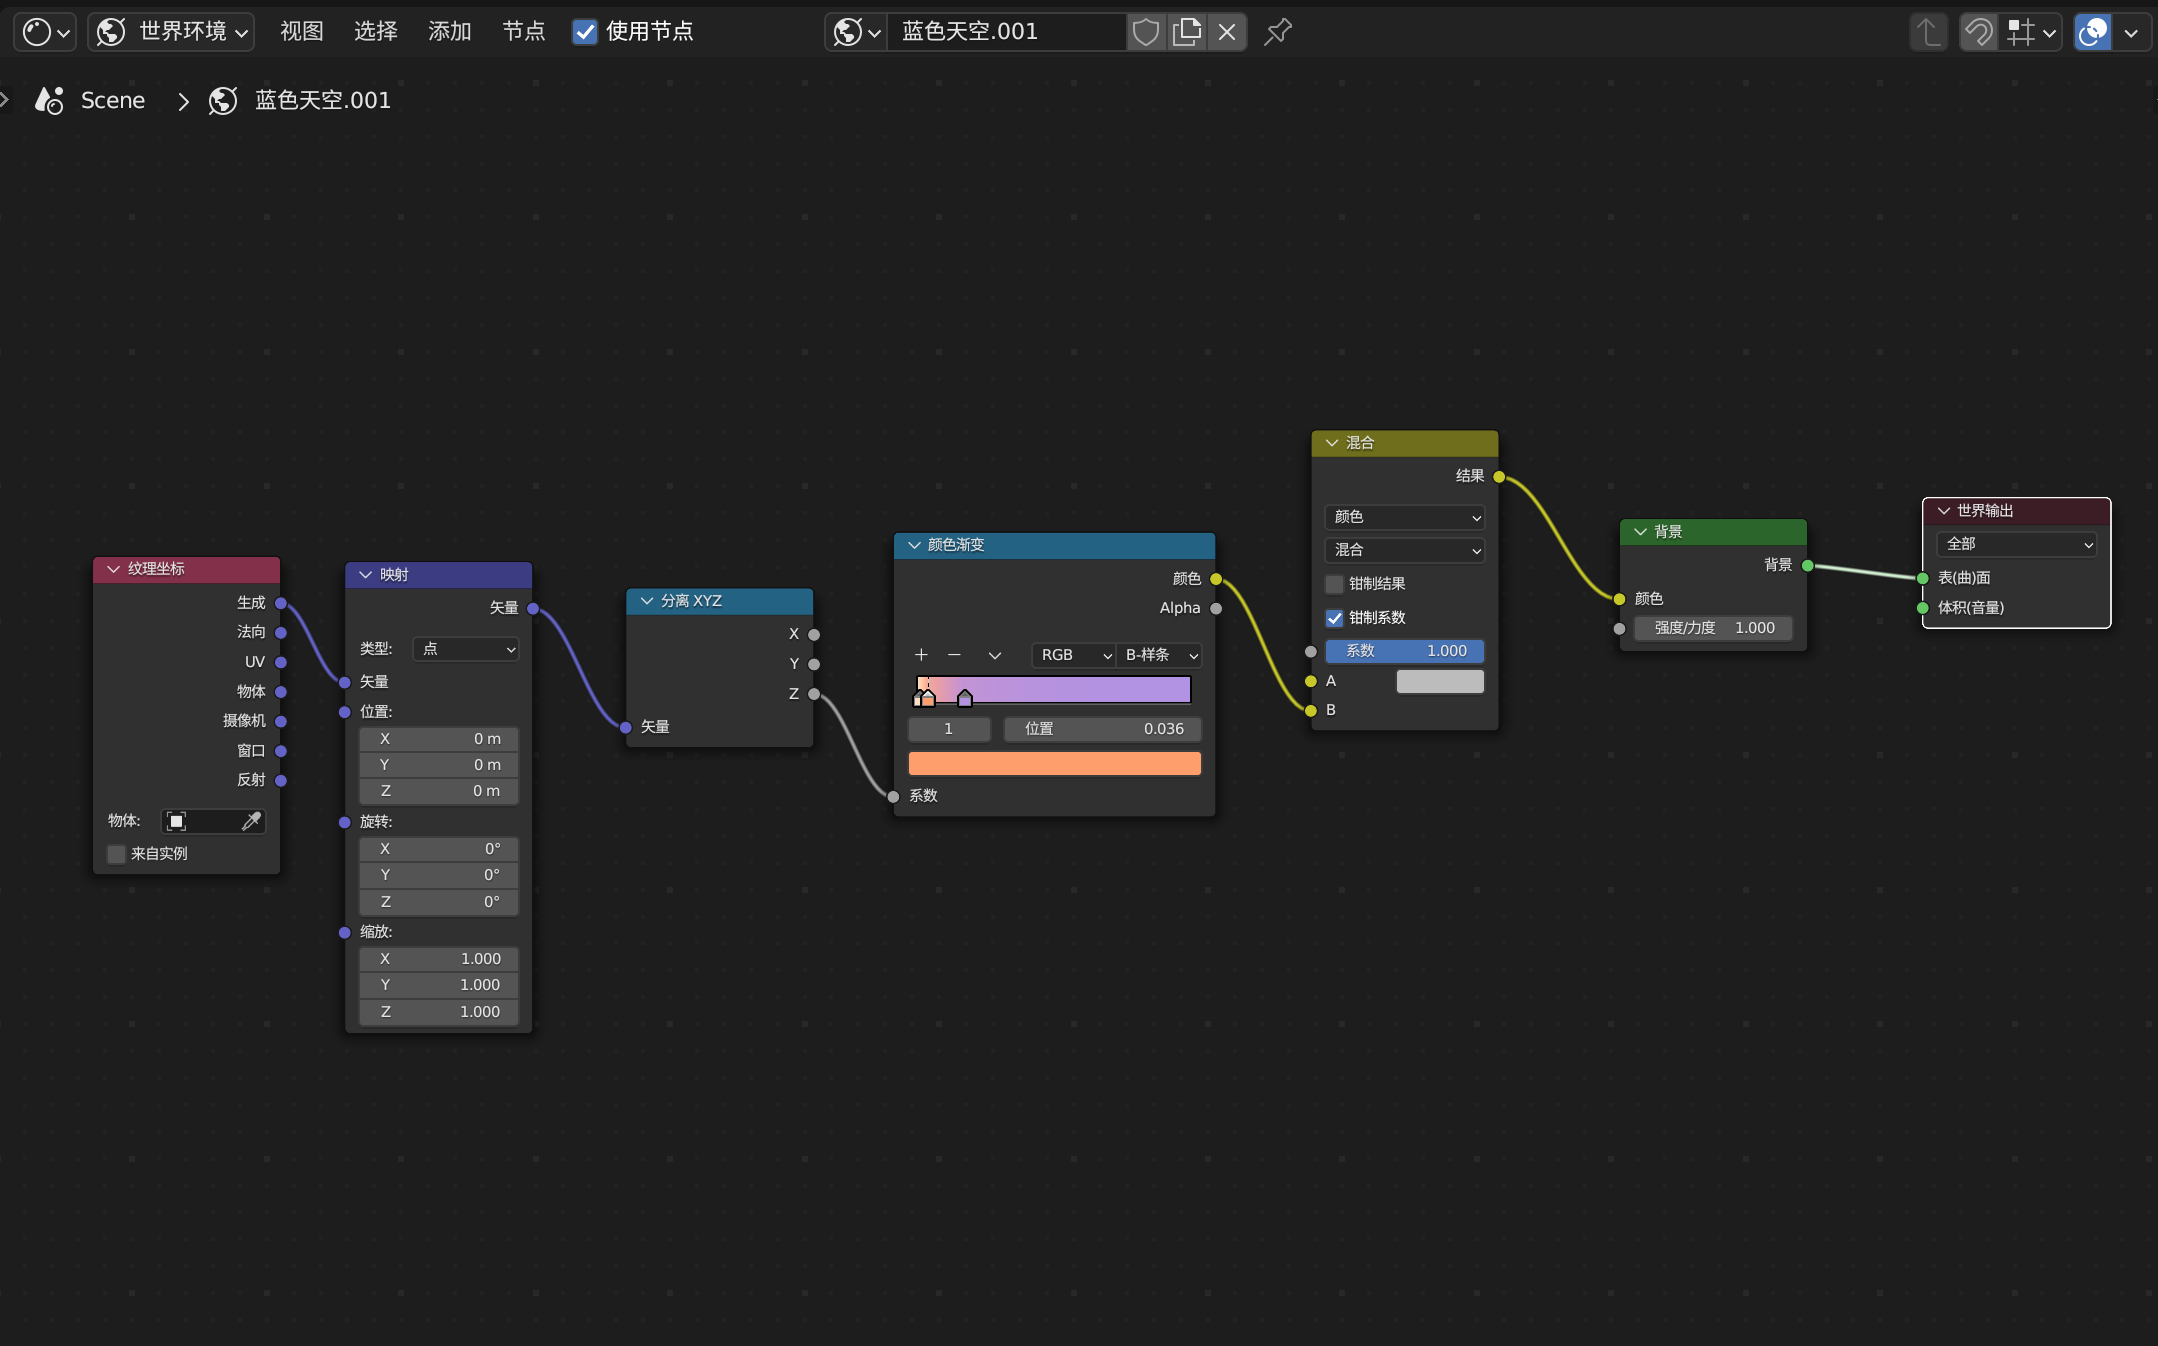 世界环境 视图 选择 添加 节点 使用节点 蓝色天空.001
Scene 蓝色天空.001
纹理坐标
生成
法向
UV
物体
摄像机
窗口
反射
物体:
来自实例
映射
矢量
类型: 点
矢量
位置:
X 0 m
Y 0 m
Z 0 m
旋转:
X 0°
Y 0°
Z 0°
缩放:
X 1.000
Y 1.000
Z 1.000
分离 XYZ
X
Y
Z
矢量
颜色渐变
颜色
Alpha
RGB B-样条
1 位置 0.036
系数
混合
结果
颜色
混合
钳制结果
钳制系数
系数 1.000
A
B
背景
背景
颜色
强度/力度 1.000
世界输出
全部
表(曲)面
体积(音量)